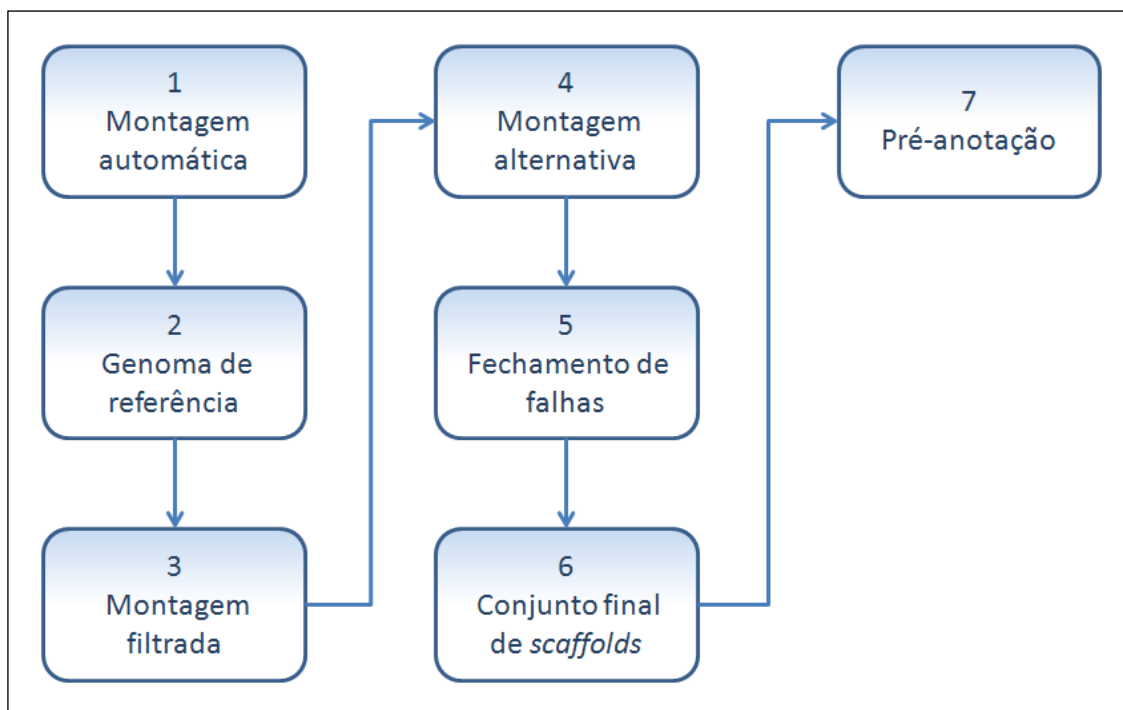 1
Montagem
automática
2
Genoma de
referência
3
Montagem
filtrada
4
Montagem
alternativa
5
Fechamento de
falhas
6
Conjunto final
de scaffolds
7
Pré-anotação